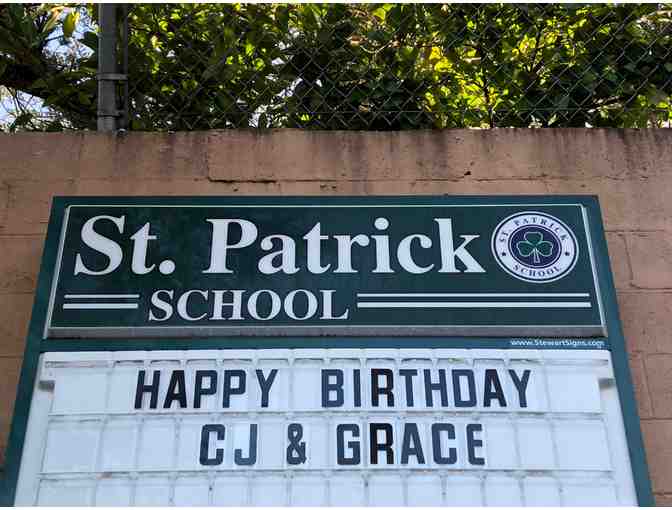 St. Patrick
SCHOOL
ST. PATRICK
SCHOOL
www.StewartSigns.com
HAPPY BIRTHDAY
CJ & GRACE